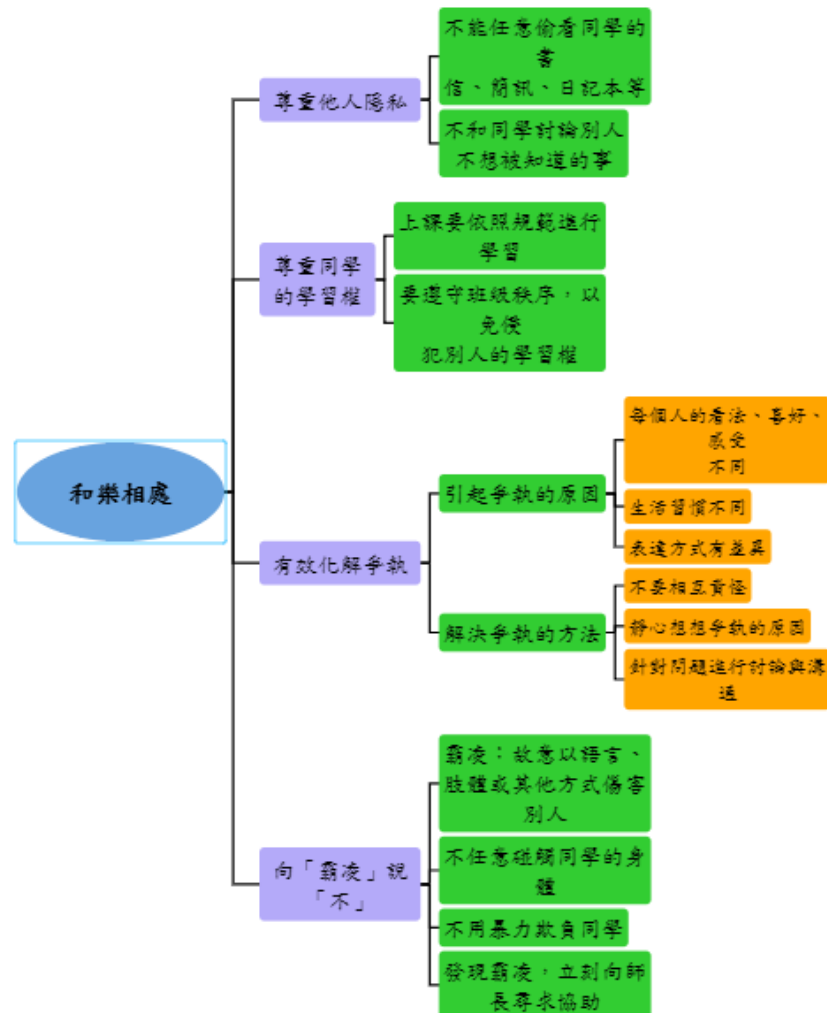 不能任意偷看同學的
書
信、簡訊、日記本等
尊重他人隱私
不和同學討論別人
不想被知道的事
上課要依照規範進行
學習
尊重同學
的學習權
要遵守班級秩序，以
免侵
犯別人的學習權
每個人的看法、喜好、
感受
不同
和樂相處
引起爭執的原因
生活習慣不同
表達方式有差異
有效化解爭執
不要相互責怪
解決爭執的方法
靜心想想爭執的原因
針對問題進行討論與溝
通
霸凌：故意以語言、
肢體或其他方式傷害
別人
不任意碰觸同學的身
體
向「霸凌」說
「不」
不用暴力欺負同學
發現霸凌，立刻向師
長尋求協助